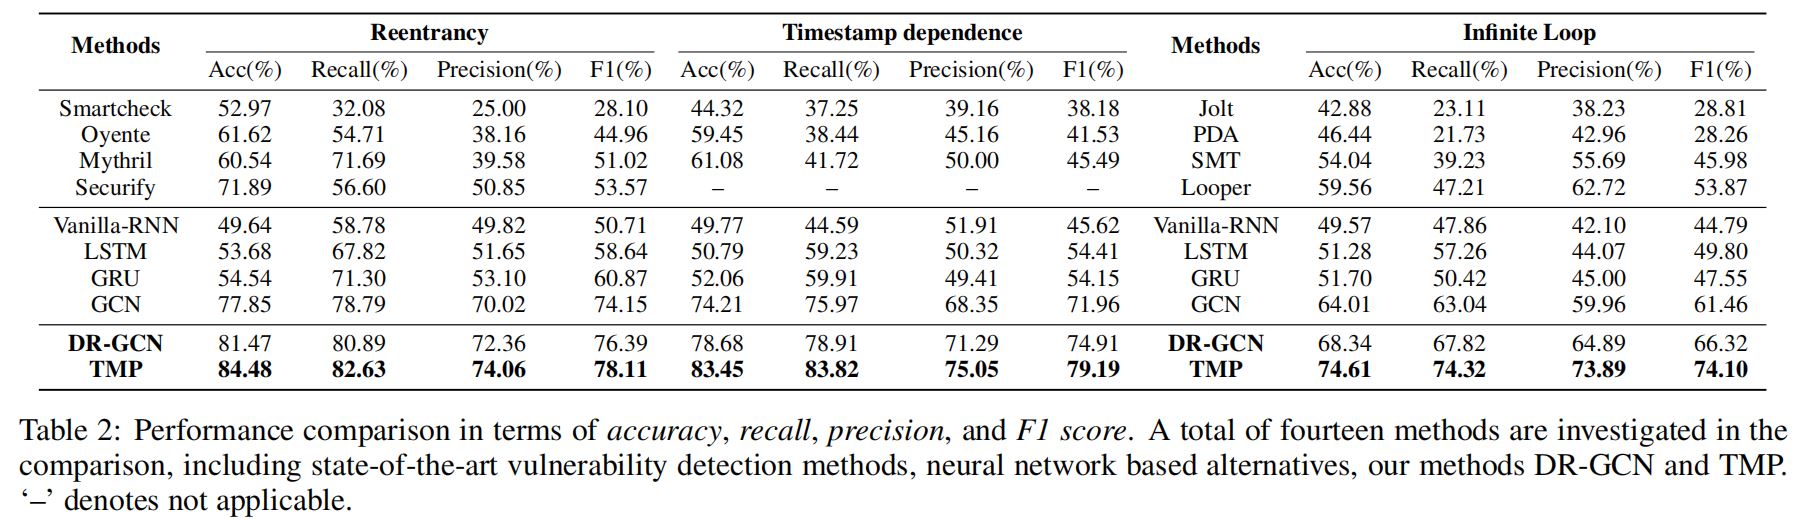 Methods Reentrancy Timestamp dependence Methods Infinite Loop
Acc(%) Recall(%) Precision(%) F1(%) Acc(%) Recall(%) Precision(%) F1(%) Acc(%) Recall(%) Precision(%) F1(%)
Smartcheck 52.97 32.08 25.00 28.10 44.32 37.25 39.16 38.18 Jolt 42.88 23.11 38.23 28.81
Oyente 61.62 54.71 38.16 44.96 59.45 38.44 45.16 41.53 PDA 46.44 21.73 42.96 28.26
Mythril 60.54 71.69 39.58 51.02 61.08 41.72 50.00 45.49 SMT 54.04 39.23 55.69 45.98
Securify 71.89 56.60 50.85 53.57 – – – – Looper 59.56 47.21 62.72 53.87
Vanilla-RNN 49.64 58.78 49.82 50.71 49.77 44.59 51.91 45.62 Vanilla-RNN 49.57 47.86 42.10 44.79
LSTM 53.68 67.82 51.65 58.64 50.79 59.23 50.32 54.41 LSTM 51.28 57.26 44.07 49.80
GRU 54.54 71.30 53.10 60.87 52.06 59.91 49.41 54.15 GRU 51.70 50.42 45.00 47.55
GCN 77.85 78.79 70.02 74.15 74.21 75.97 68.35 71.96 GCN 64.01 63.04 59.96 61.46
DR-GCN 81.47 80.89 72.36 76.39 78.68 78.91 71.29 74.91 DR-GCN 68.34 67.82 64.89 66.32
TMP 84.48 82.63 74.06 78.11 83.45 83.82 75.05 79.19 TMP 74.61 74.32 73.89 74.10
Table 2: Performance comparison in terms of accuracy, recall, precision, and F1 score. A total of fourteen methods are investigated in the
comparison, including state-of-the-art vulnerability detection methods, neural network based alternatives, our methods DR-GCN and TMP.
‘–’ denotes not applicable.